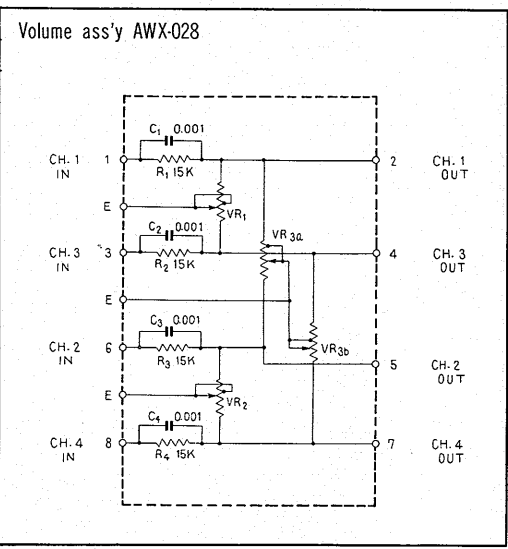 Volume ass'y AWX-028
C1 0.001
CH. 1 IN 1
R1 15K
2 CH. 1 OUT
E
VR1
C2 0.001
VR3a
CH. 3 IN 3
R2 15K
4 CH. 3 OUT
E
C3 0.001
CH. 2 IN 6
R3 15K
VR3b
5 CH. 2 OUT
E
VR2
C4 0.001
CH. 4 IN 8
R4 15K
7 CH. 4 OUT